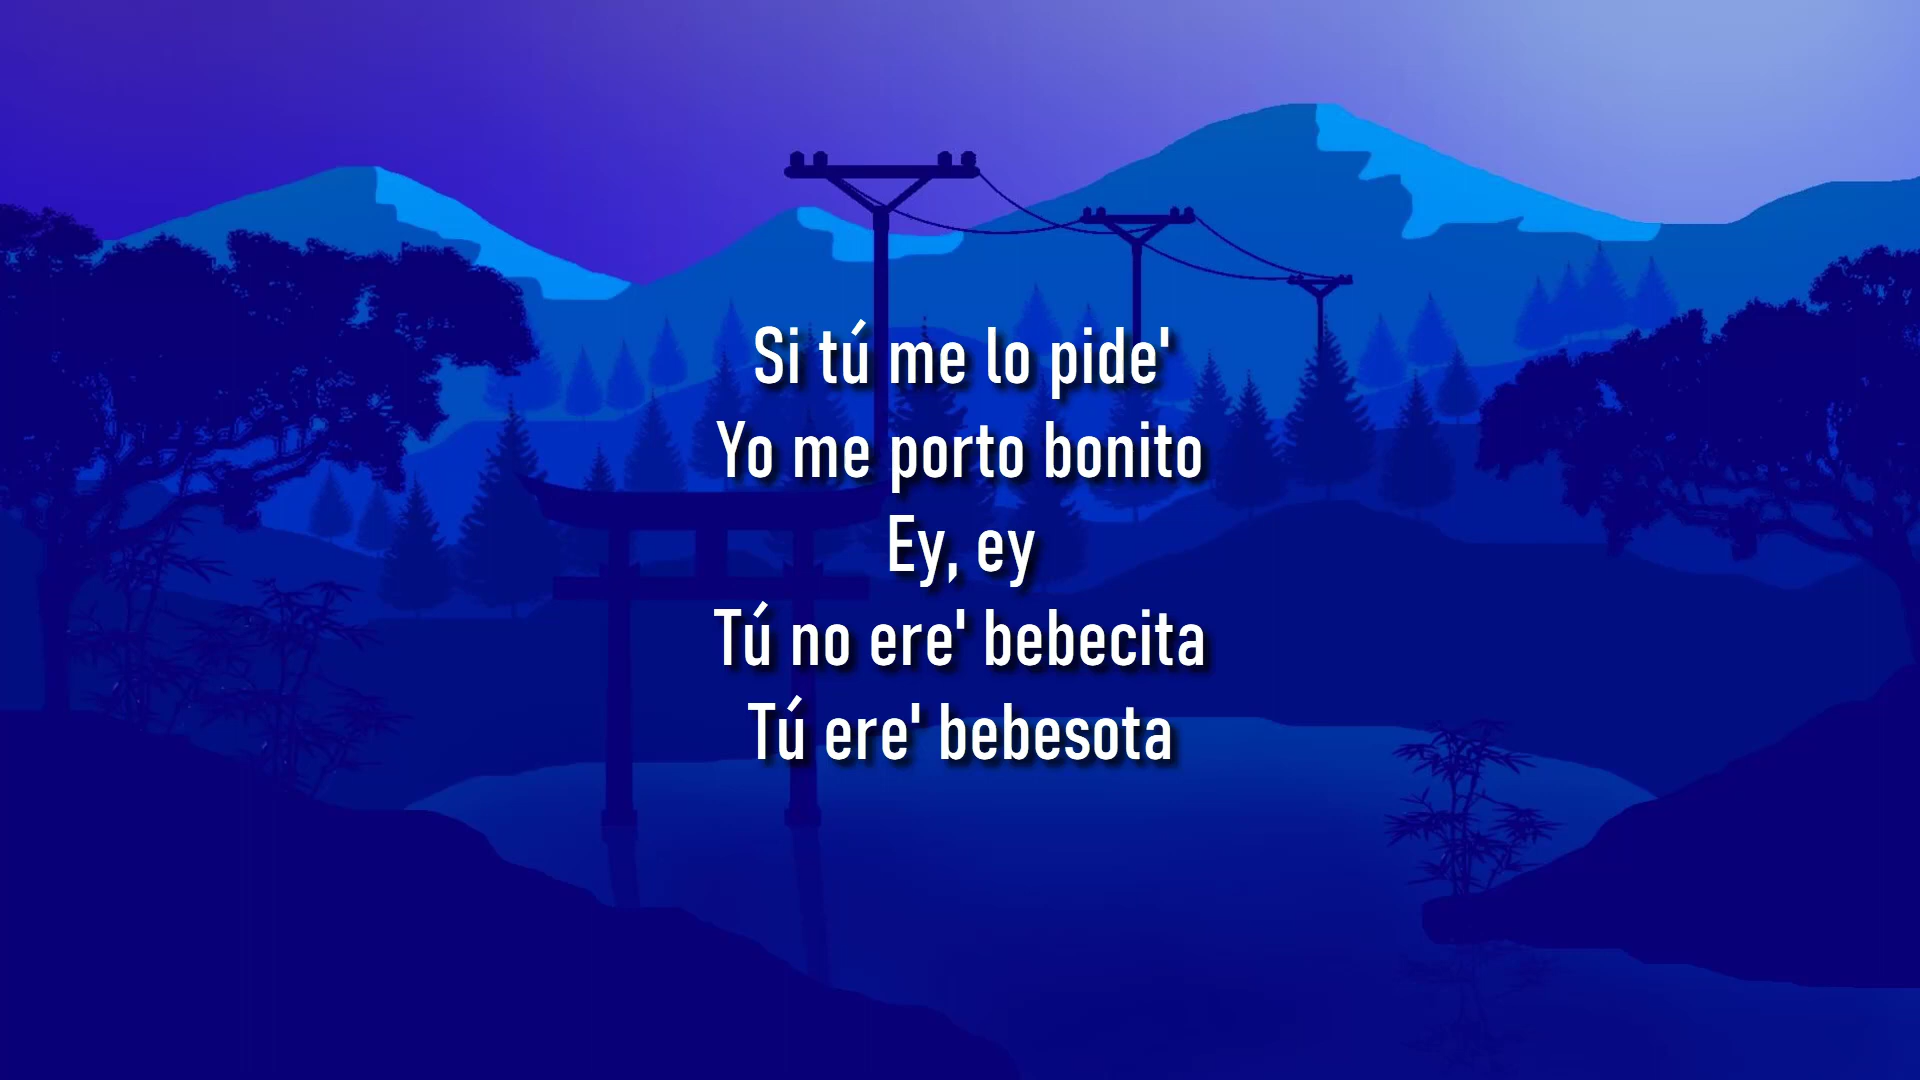 Si tú me lo pide'
Yo me porto bonito
Ey, ey
Tú no ere' bebecita
Tú ere' bebesota